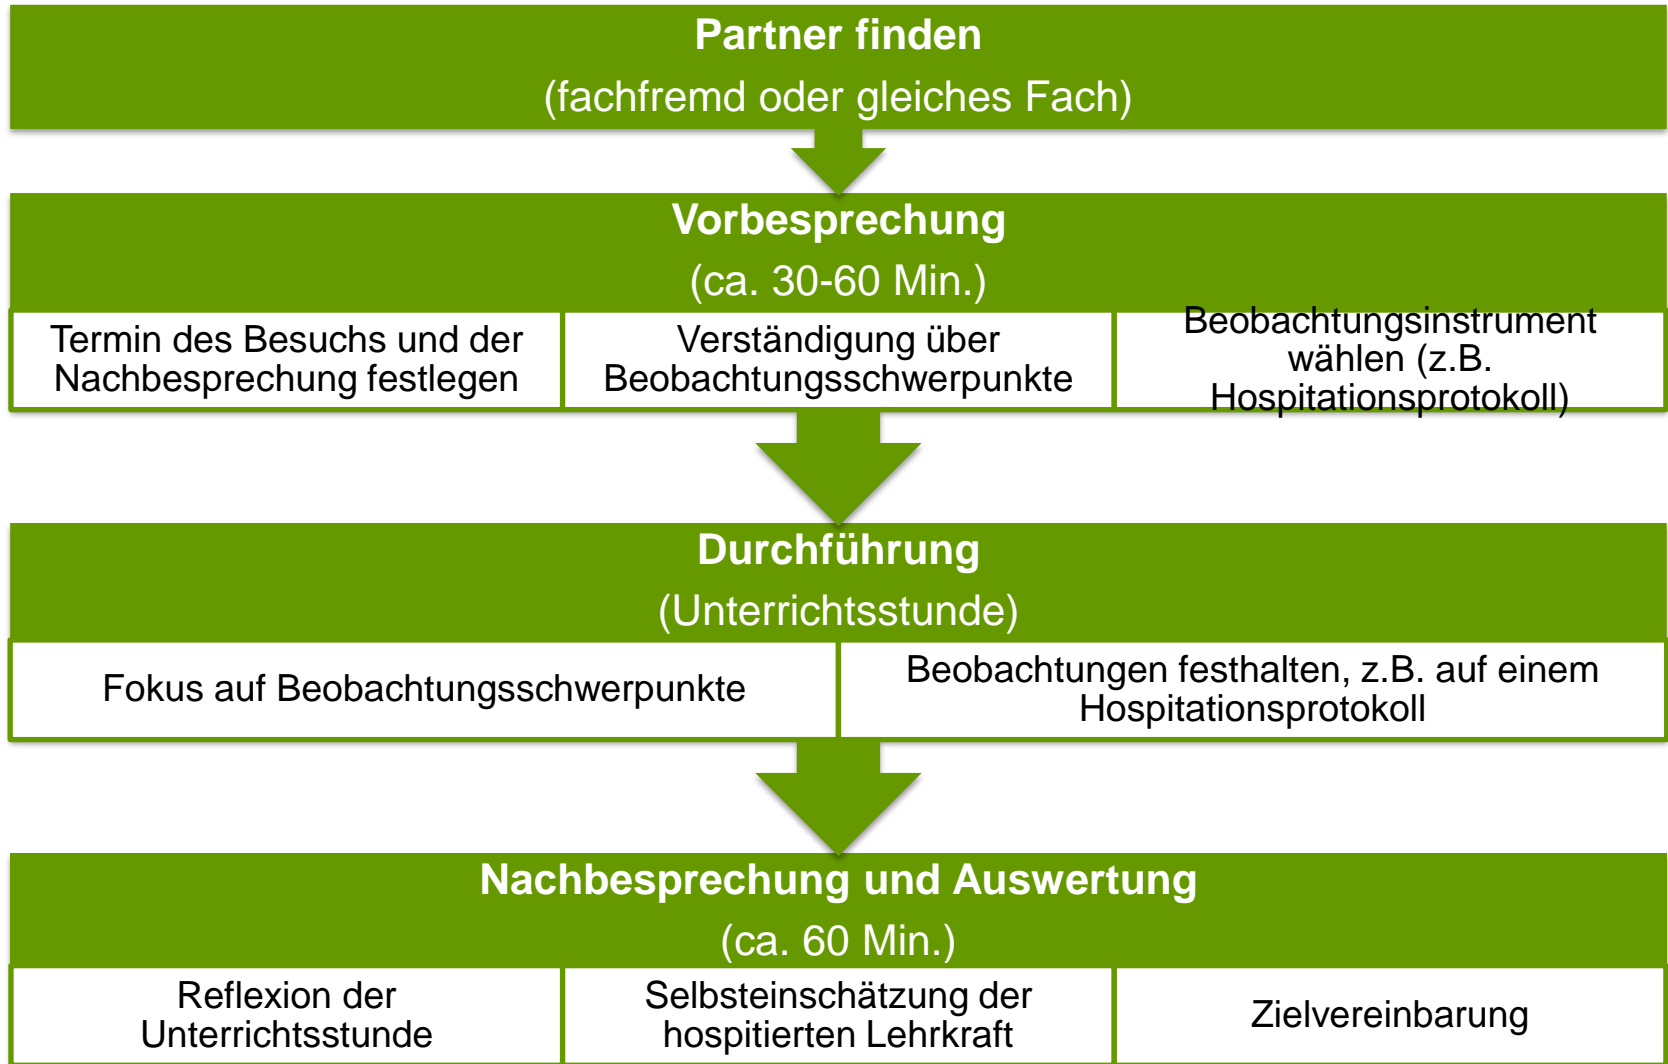 Partner finden
(fachfremd oder gleiches Fach)
Vorbesprechung
(ca. 30-60 Min.)
Termin des Besuchs und der
Nachbesprechung festlegen
Verständigung über
Beobachtungsschwerpunkte
Beobachtungsinstrument
wählen (z.B.
Hospitationsprotokoll)
Durchführung
(Unterrichtsstunde)
Fokus auf Beobachtungsschwerpunkte
Beobachtungen festhalten, z.B. auf einem
Hospitationsprotokoll
Nachbesprechung und Auswertung
(ca. 60 Min.)
Reflexion der
Unterrichtsstunde
Selbsteinschätzung der
hospitierten Lehrkraft
Zielvereinbarung